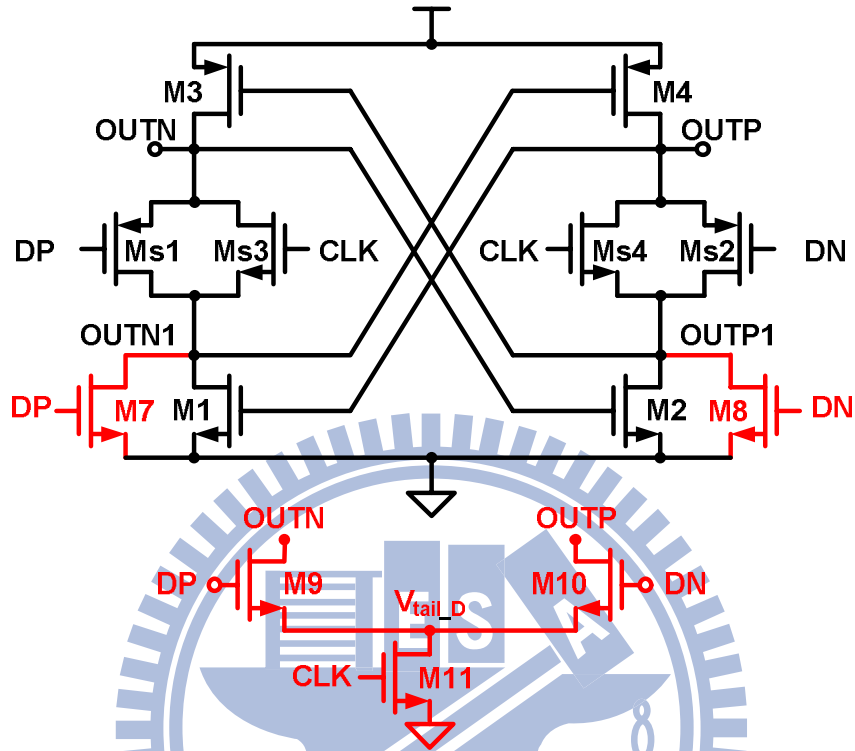 M3
M4
OUTN
OUTP
DP
Ms1
Ms3
CLK
CLK
Ms4
Ms2
DN
OUTN1
OUTP1
DP
M7
M1
M2
M8
DN
OUTN
OUTP
DP
M9
M10
DN
Vtail_D
ES
CLK
M11